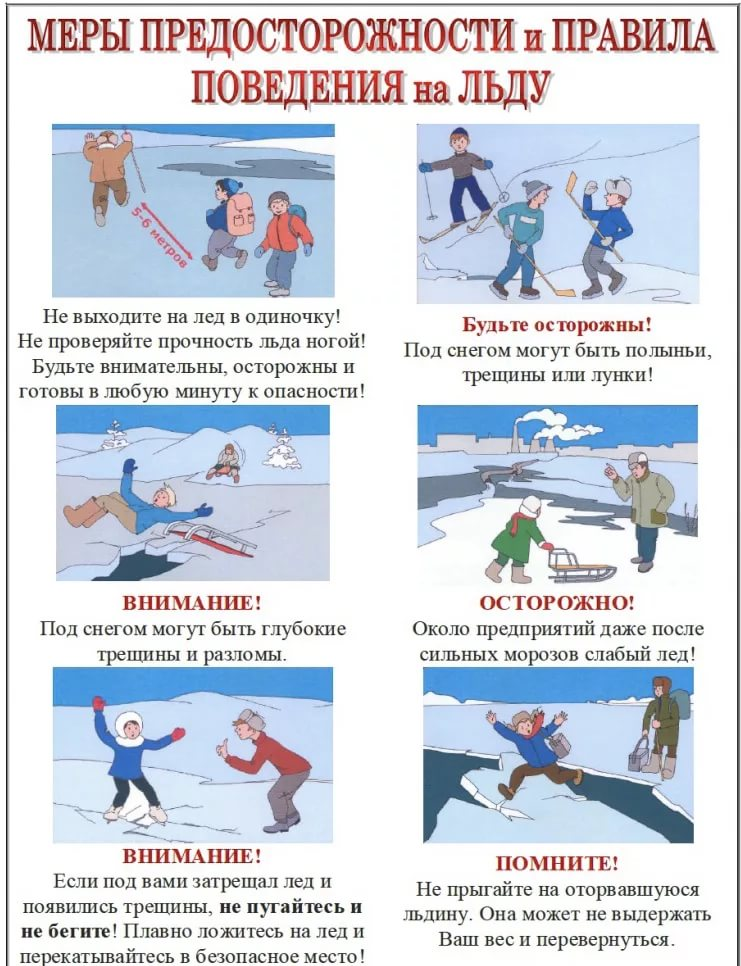 МЕРЫ ПРЕДОСТОРОЖНОСТИ и ПРАВИЛА
ПОВЕДЕНИЯ на ЛЬДУ
5-6 метров
Не выходите на лед в одиночку!
Не проверяйте прочность льда ногой!
Будьте внимательны, осторожны и
готовы в любую минуту к опасности!
Будьте осторожны!
Под снегом могут быть полыньи,
трещины или лунки!
ВНИМАНИЕ!
Под снегом могут быть глубокие
трещины и разломы.
ОСТОРОЖНО!
Около предприятий даже после
сильных морозов слабый лед!
ВНИМАНИЕ!
Если под вами затрещал лед и
появились трещины, не пугайтесь и
не бегите! Плавно ложитесь на лед и
перекатывайтесь в безопасное место!
ПОМНИТЕ!
Не прыгайте на оторвавшуюся
льдину. Она может не выдержать
Ваш вес и перевернуться.